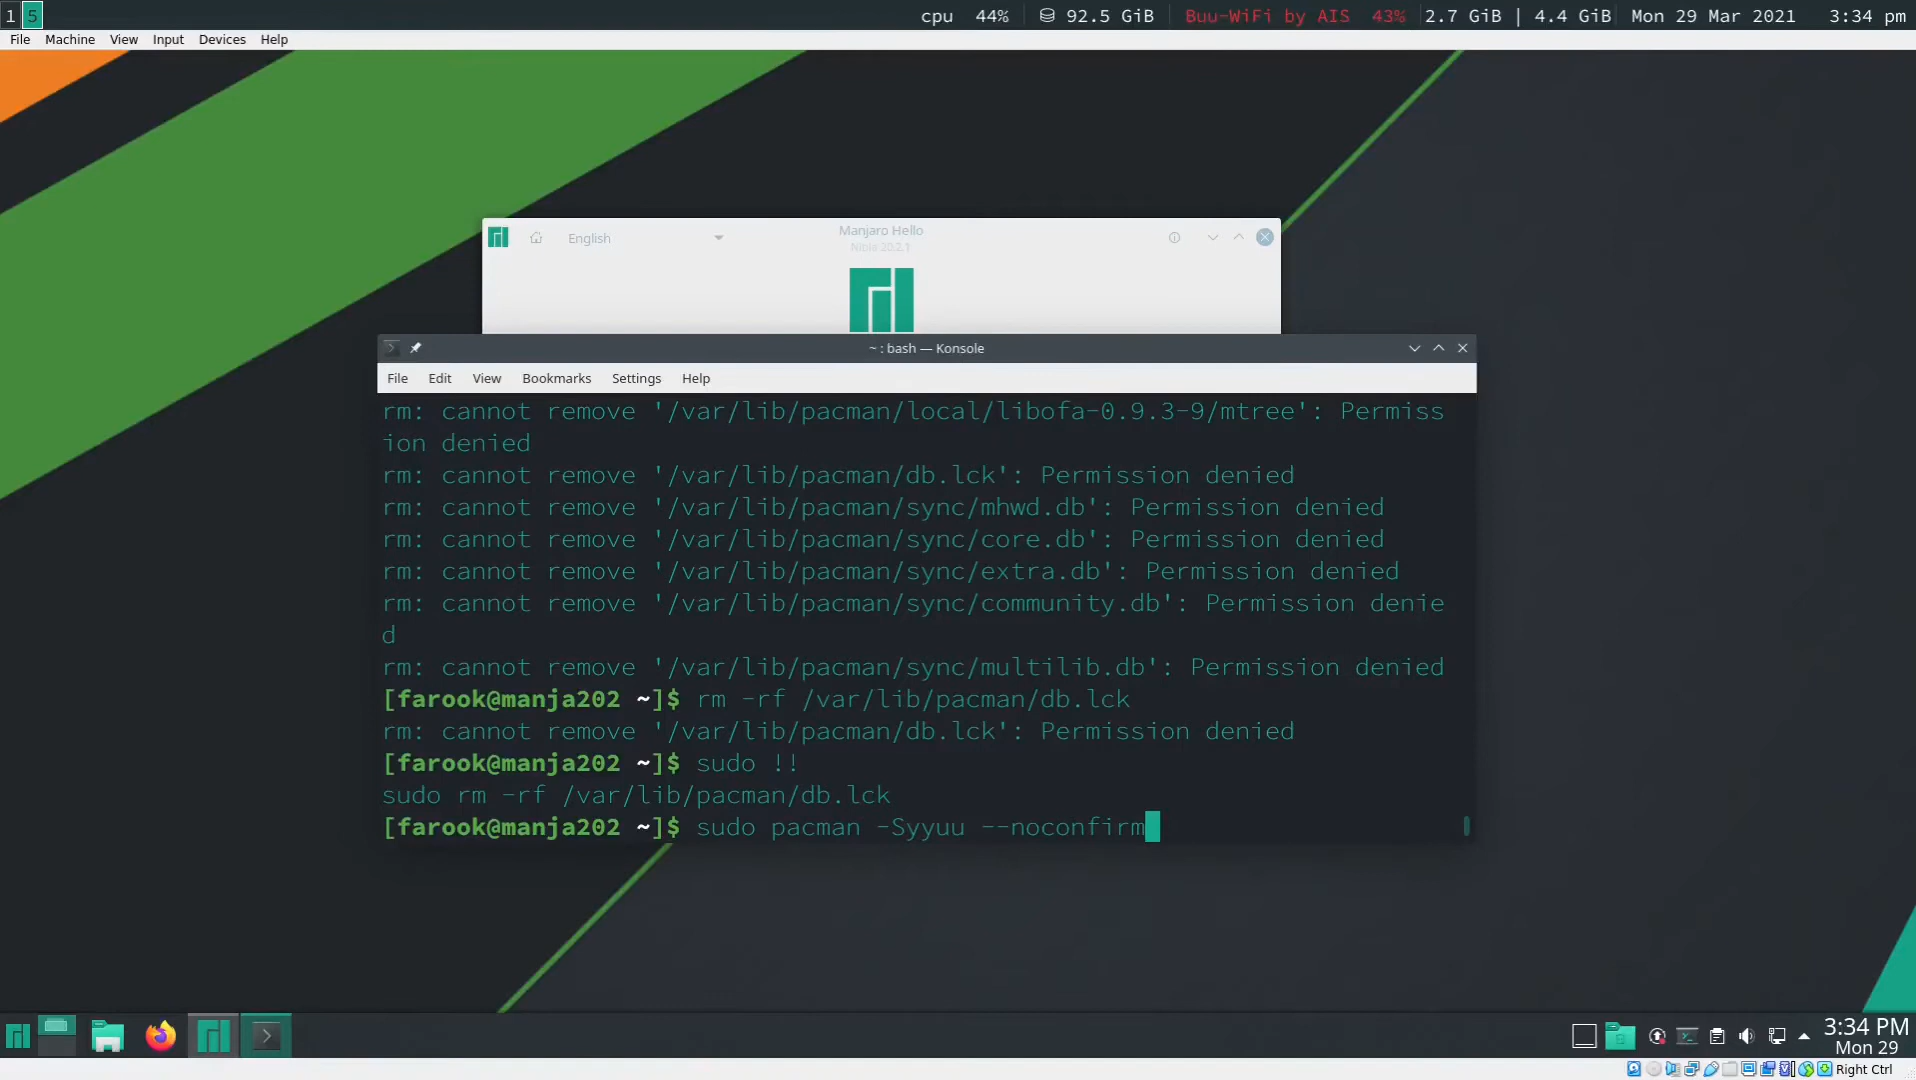 1 5 cpu 44% 92.5 GiB Buu-WiFi by AIS 43% 2.7 GiB | 4.4 GiB Mon 29 Mar 2021 3:34 pm
File Machine View Input Devices Help
English
Manjaro Hello
Nibia 20.2.1
~ : bash — Konsole
File Edit View Bookmarks Settings Help
rm: cannot remove '/var/lib/pacman/local/libofa-0.9.3-9/mtree': Permiss
ion denied
rm: cannot remove '/var/lib/pacman/db.lck': Permission denied
rm: cannot remove '/var/lib/pacman/sync/mhwd.db': Permission denied
rm: cannot remove '/var/lib/pacman/sync/core.db': Permission denied
rm: cannot remove '/var/lib/pacman/sync/extra.db': Permission denied
rm: cannot remove '/var/lib/pacman/sync/community.db': Permission denie
d
rm: cannot remove '/var/lib/pacman/sync/multilib.db': Permission denied
[farook@manja202 ~]$ rm -rf /var/lib/pacman/db.lck
rm: cannot remove '/var/lib/pacman/db.lck': Permission denied
[farook@manja202 ~]$ sudo !!
sudo rm -rf /var/lib/pacman/db.lck
[farook@manja202 ~]$ sudo pacman -Syyuu --noconfirm
3:34 PM
Mon 29
Right Ctrl